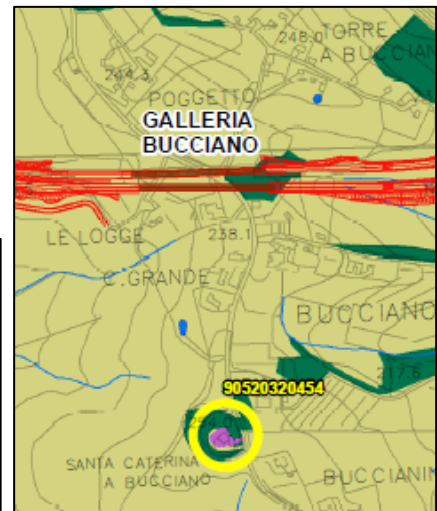 248.0 TORRE
A BUCCIAN
244.3
POGGETTO
GALLERIA
BUCCIANO
LE LOGGE
238.1
C. GRANDE
BUCCIANO
217.6
90520320454
SANTA CATERINA
A BUCCIANO
BUCCIANI